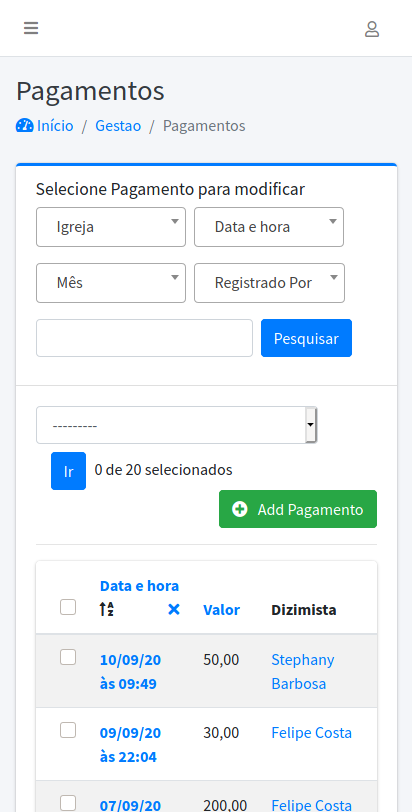 Pagamentos
Início / Gestao / Pagamentos
Selecione Pagamento para modificar
Igreja
Data e hora
Mês
Registrado Por
Pesquisar
---------
Ir
0 de 20 selecionados
Add Pagamento
Data e hora
Valor
Dizimista
10/09/20 às 09:49
50,00
Stephany Barbosa
09/09/20 às 22:04
30,00
Felipe Costa
07/09/20
200,00
Felipe Costa